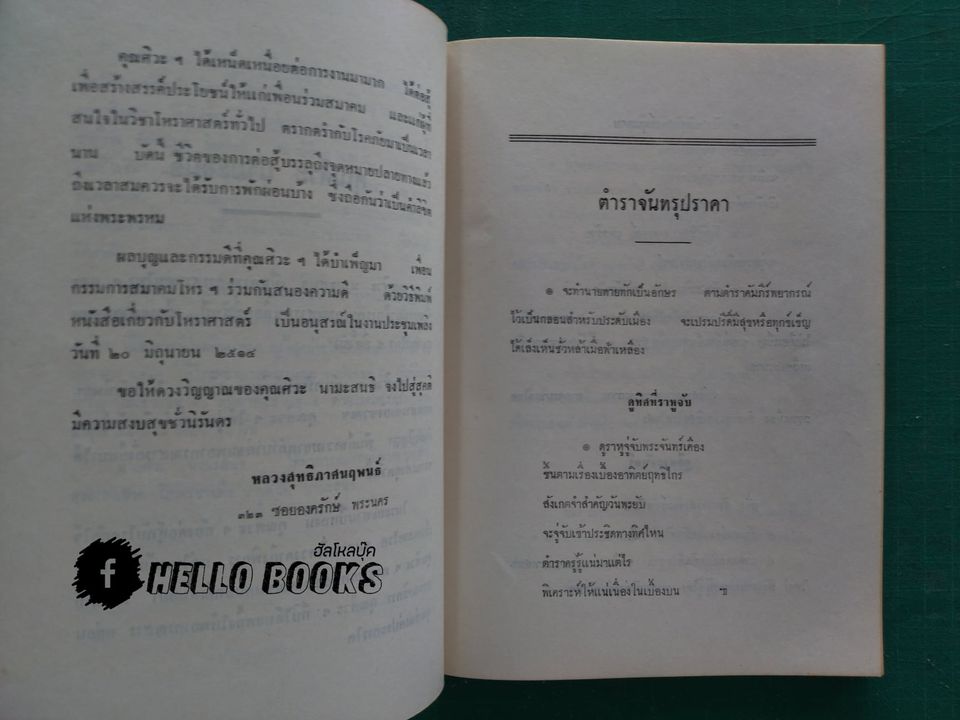 คุณศิวะ ฯ ได้เหน็ดเหนื่อยต่อการงานมามาก ได้ต่อสู้
เพื่อสร้างสรรค์ประโยชน์ให้แก่เพื่อนร่วมสมาคม และแก่ผู้ที่
สนใจในวิชาโหราศาสตร์ทั่วไป ตรากตรำกับโรคภัยมาเป็นเวลา
นาน บัดนี้ ชีวิตของการต่อสู้บรรลุถึงจุดหมายปลายทางแล้ว
ถึงเวลาสมควรจะได้รับการพักผ่อนบ้าง ซึ่งถือกันว่าเป็นคำลิขิต
แห่งพระพรหม
ผลบุญและกรรมดีที่คุณศิวะ ฯ ได้บำเพ็ญมา เพื่อน
กรรมการสมาคมโหร ฯ ร่วมกันสนองความดี ด้วยวิธีพิมพ์
หนังสือเกี่ยวกับโหราศาสตร์ เป็นอนุสรณ์ในงานประชุมเพลิง
วันที่ ๒๐ มิถุนายน ๒๕๑๔
ขอให้ดวงวิญญาณของคุณศิวะ นามะสนธิ จงไปสู่สุคติ
มีความสงบสุขชั่วนิรันดร
หลวงสุทธิภาศนฤพนธ์
๓๒๓ ซอยองครักษ์ พระนคร
ฮัลโหลบุ๊ค
f HELLO BOOKS
ตำราจันทรุปราคา
๏ จะทำนายทายทักเป็นอักษร ตามตำราคัมภีร์พยากรณ์
ไว้เป็นกลอนสำหรับประดับเมือง จะเปรมปรีดิ์มีสุขหรือทุกข์เข็ญ
ได้เล็งเห็นชั่วหล้าเมื่อฟ้าเหลือง
ดูทิศที่ราหูจับ
๏ ดูราหูจู่จับพระจันทร์เคือง
ชั้นตามเรื่องเบื้องอาทิตย์ฤทธิไกร
สังเกตจำสำคัญวันพะยับ
จะจู่จับเข้าประชิดทางทิศไหน
ตำราครูรู้แน่มาแต่ไร
พิเคราะห์ให้แน่เนื่องในเบื้องบน ฯ